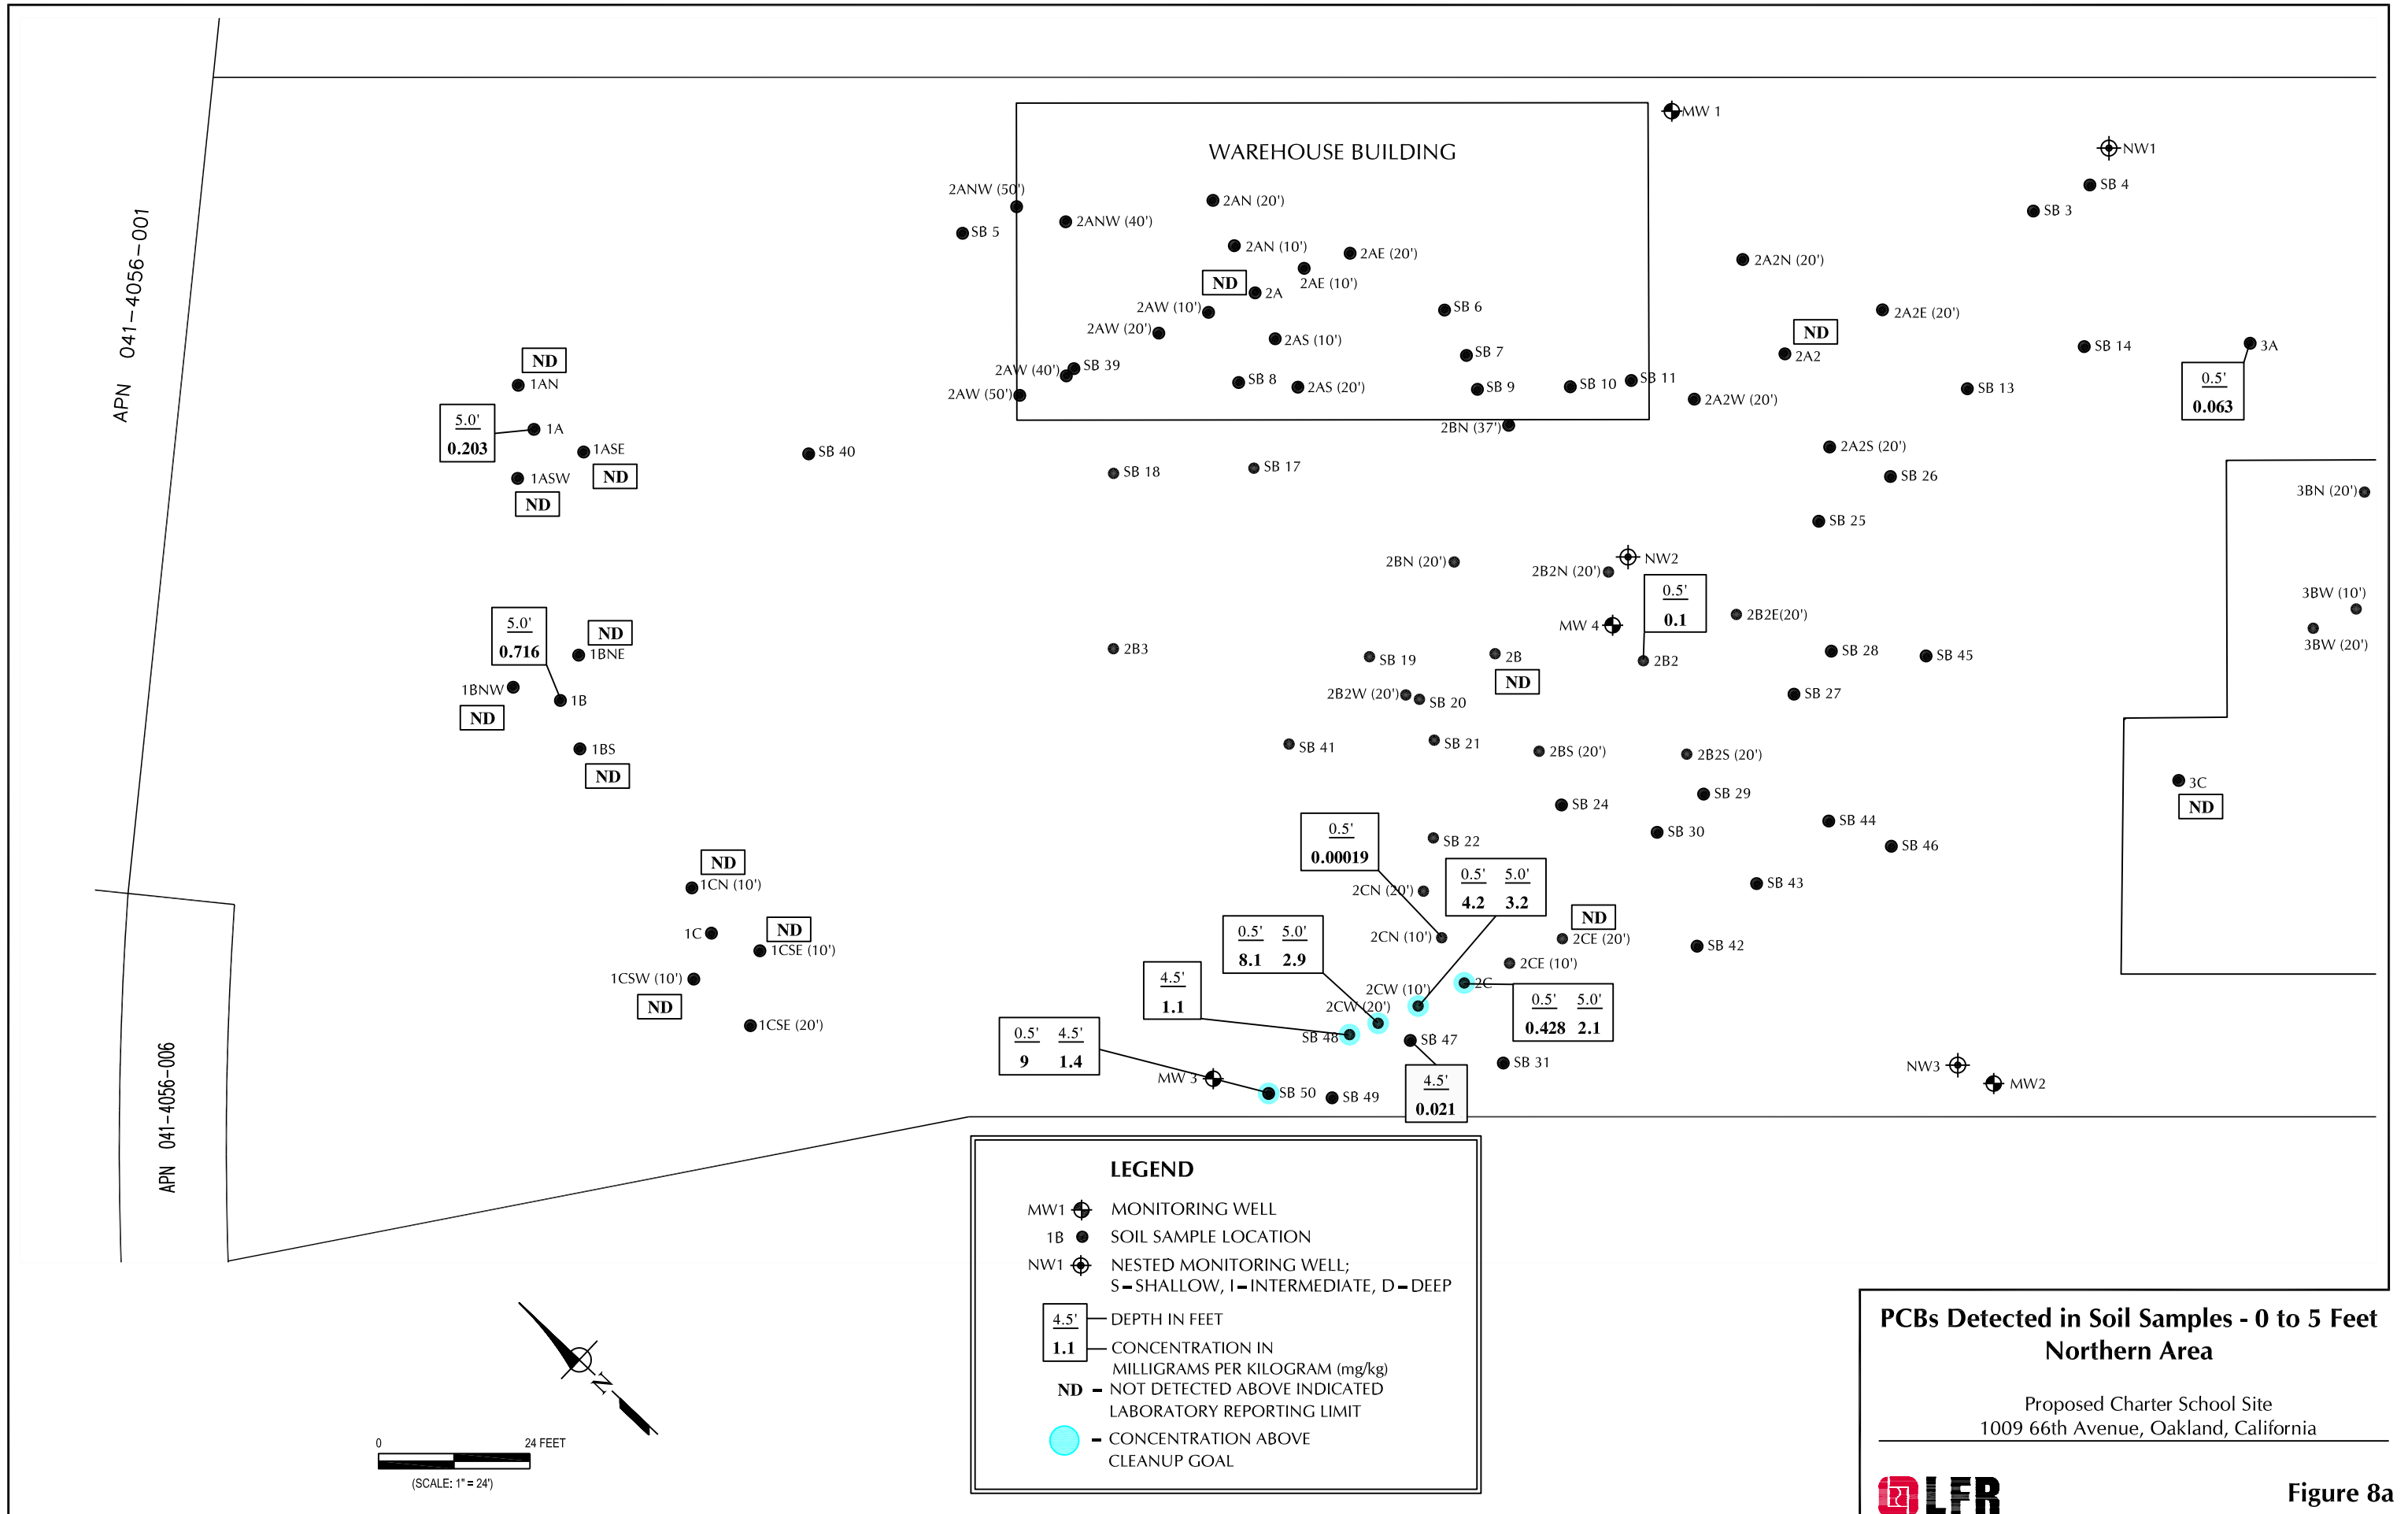 MW 1
WAREHOUSE BUILDING
NW1
SB 4
2ANW (50')
2AN (20')
SB 3
2ANW (40')
SB 5
2AN (10')
2AE (20')
2A2N (20')
APN 041-4056-001
ND
2AE (10')
2A
2AW (10')
SB 6
2A2E (20')
2AW (20')
ND
2AS (10')
SB 14
3A
SB 7
2A2
ND
1AN
2AW (40')
SB 39
SB 8
2AS (20')
SB 9
SB 10
SB 11
SB 13
0.5'
0.063
2AW (50')
2A2W (20')
5.0'
0.203
1A
2BN (37')
1ASE
SB 40
2A2S (20')
ND
SB 18
SB 17
1ASW
ND
SB 26
3BN (20')
SB 25
2BN (20')
2B2N (20')
NW2
0.5'
0.1
3BW (10')
5.0'
0.716
ND
1BNE
2B2E(20')
MW 4
3BW (20')
2B3
SB 19
2B
ND
2B2
SB 28
SB 45
1BNW
ND
1B
2B2W (20')
SB 20
SB 27
1BS
ND
SB 41
SB 21
2BS (20')
2B2S (20')
3C
ND
SB 24
SB 29
0.5'
0.00019
SB 22
SB 30
SB 44
SB 46
ND
1CN (10')
0.5' 5.0'
4.2 3.2
2CN (20')
SB 43
1C
ND
1CSE (10')
0.5' 5.0'
8.1 2.9
2CN (10')
ND
2CE (20')
SB 42
2CE (10')
1CSW (10')
ND
4.5'
1.1
2CW (10')
2C
2CW (20')
0.5' 5.0'
0.428 2.1
1CSE (20')
0.5' 4.5'
9 1.4
SB 48
SB 47
SB 31
NW3
MW2
MW 3
SB 50
SB 49
4.5'
0.021
APN 041-4056-006
LEGEND
MW1 MONITORING WELL
1B SOIL SAMPLE LOCATION
NW1 NESTED MONITORING WELL;
S-SHALLOW, I-INTERMEDIATE, D-DEEP
4.5' DEPTH IN FEET
1.1 CONCENTRATION IN
MILLIGRAMS PER KILOGRAM (mg/kg)
ND - NOT DETECTED ABOVE INDICATED
LABORATORY REPORTING LIMIT
- CONCENTRATION ABOVE
CLEANUP GOAL
N
0 24 FEET
(SCALE: 1" = 24')
PCBs Detected in Soil Samples - 0 to 5 Feet
Northern Area
Proposed Charter School Site
1009 66th Avenue, Oakland, California
LFR
Figure 8a